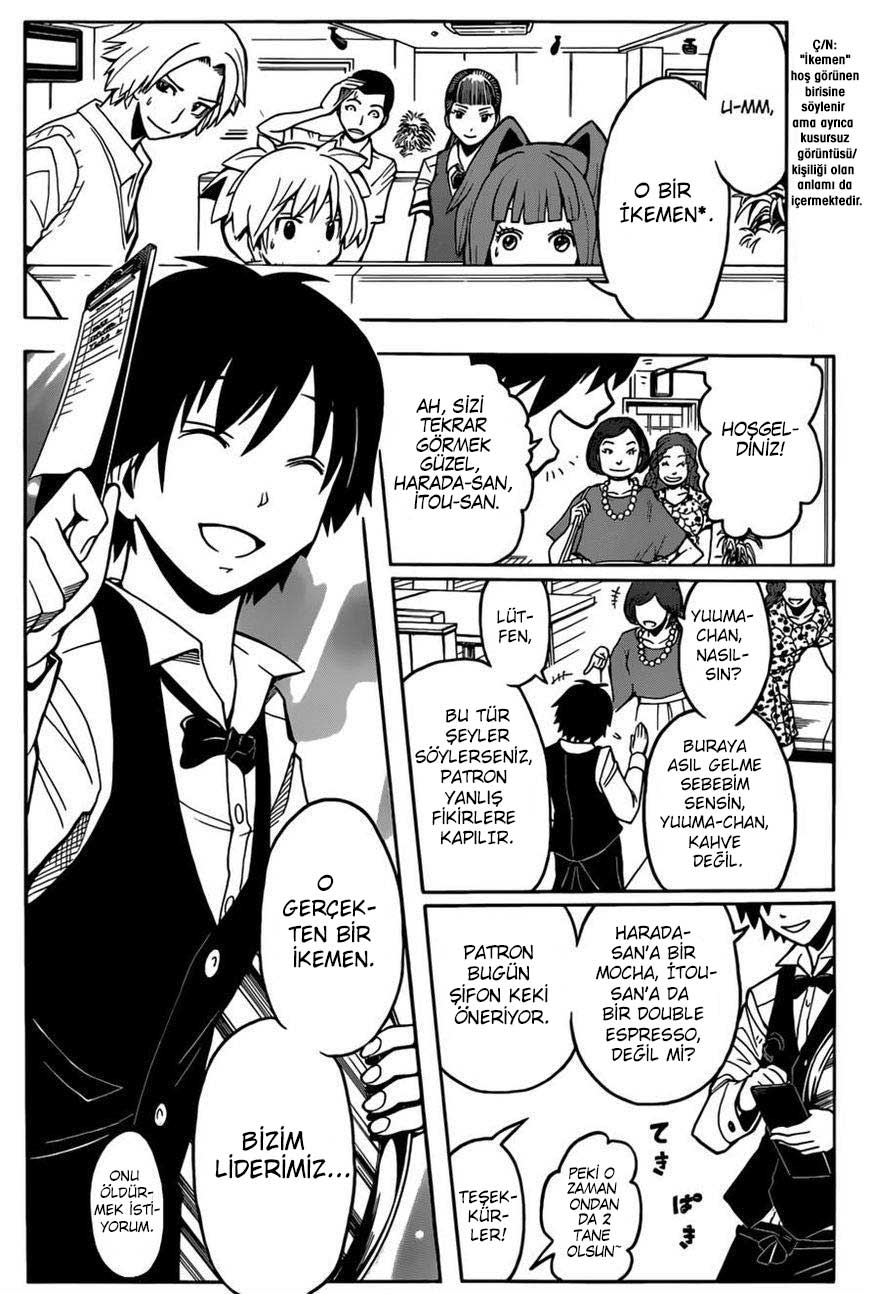 Ç/N:
"İkemen"
hoş görünen
birisine
söylenir
ama ayrıca
kusursuz
görüntüsü/
kişiliği olan
anlamı da
içermektedir.
U-MM,
O BİR
İKEMEN*.
HOŞGEL-
DİNİZ!
AH, SİZİ
TEKRAR
GÖRMEK
GÜZEL,
HARADA-SAN,
İTOU-SAN.
YUUMA-
CHAN,
NASIL-
SIN?
BURAYA
ASIL GELME
SEBEBİM
SENSİN,
YUUMA-CHAN,
KAHVE
DEĞİL.
LÜT-
FEN,
BU TÜR
ŞEYLER
SÖYLERSENİZ,
PATRON
YANLIŞ
FİKİRLERE
KAPILIR.
HARADA-
SAN'A BİR
MOCHA, İTOU-
SAN'A DA
BİR DOUBLE
ESPRESSO,
DEĞİL Mİ?
PATRON
BUGÜN
ŞİFON KEKİ
ÖNERİYOR.
てき
ぱき
PEKİ O
ZAMAN
ONDAN
DA 2
TANE
OLSUN~
TEŞEK-
KÜR-
LER!
O
GERÇEK-
TEN BİR
İKEMEN.
BİZİM
LİDERİMİZ...
ONU
ÖLDÜR-
MEK İSTİ-
YORUM.